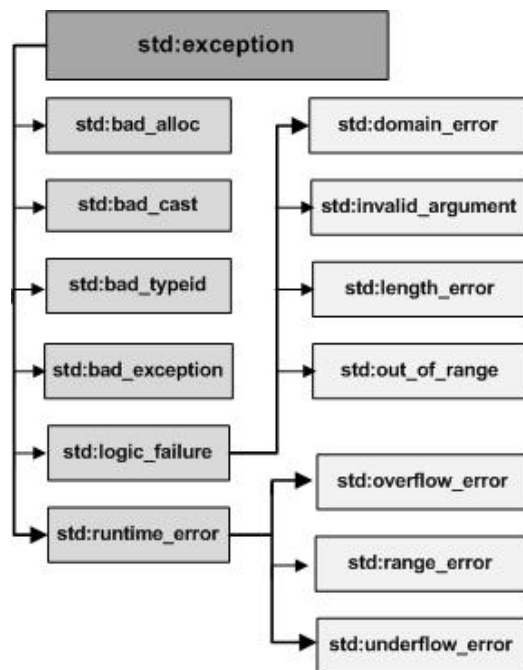 std:exception
std:bad_alloc
std:bad_cast
std:bad_typeid
std:bad_exception
std:logic_failure
std:runtime_error
std:domain_error
std:invalid_argument
std:length_error
std:out_of_range
std:overflow_error
std:range_error
std:underflow_error